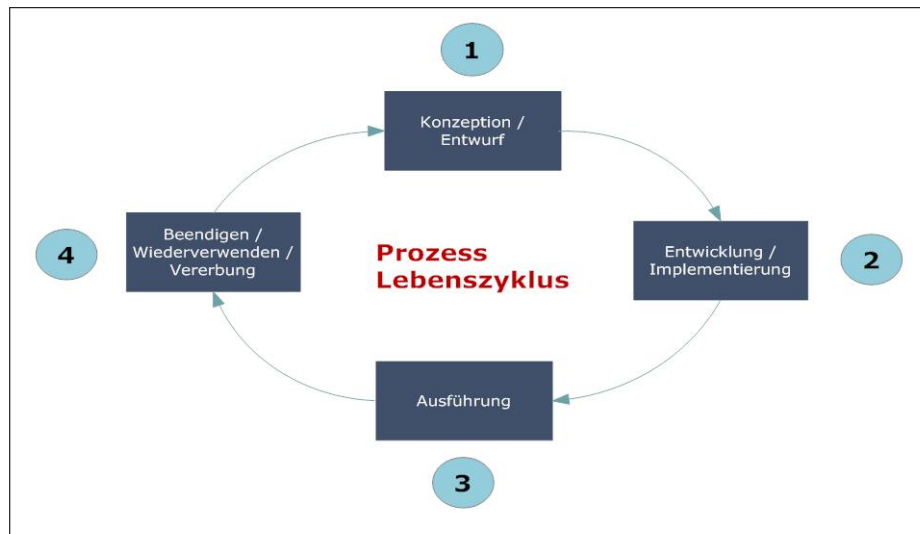 1
Konzeption /
Entwurf
Beendigen /
Wiederverwenden /
Vererbung
4
Prozess
Lebenszyklus
Entwicklung /
Implementierung
2
Ausführung
3